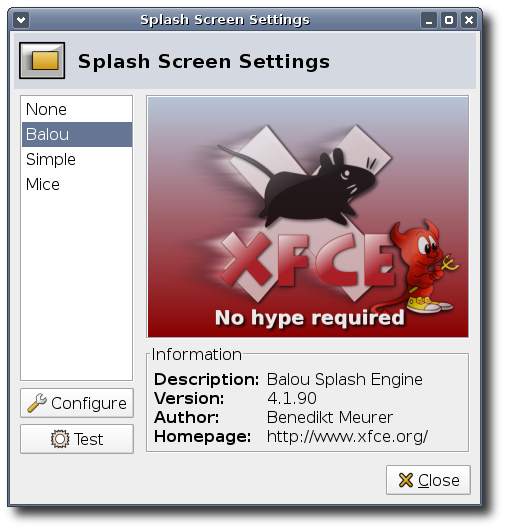 Splash Screen Settings
Splash Screen Settings
None
Balou
Simple
Mice
XFCE
No hype required
Information
Description: Balou Splash Engine
Version: 4.1.90
Author: Benedikt Meurer
Homepage: http://www.xfce.org/
Configure
Test
Close